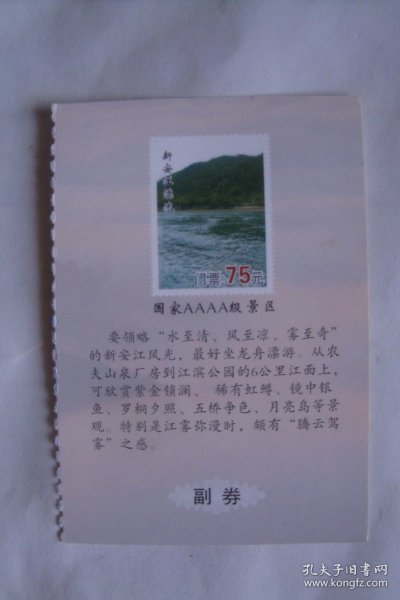 新安江漂流
门票:75元
国家AAAA级景区
要领略“水至清、风至凉、雾至奇”
的新安江风光，最好坐龙舟漂游。从农
夫山泉厂房到江滨公园的6公里江面上，
可欣赏紫金锁澜、稀有虹蟳、镜中银
鱼、罗桐夕照、五桥争色、月亮岛等景
观。特别是江雾弥漫时，颇有“腾云驾
雾”之感。
副券
孔夫子旧书网
www.kongfz.com